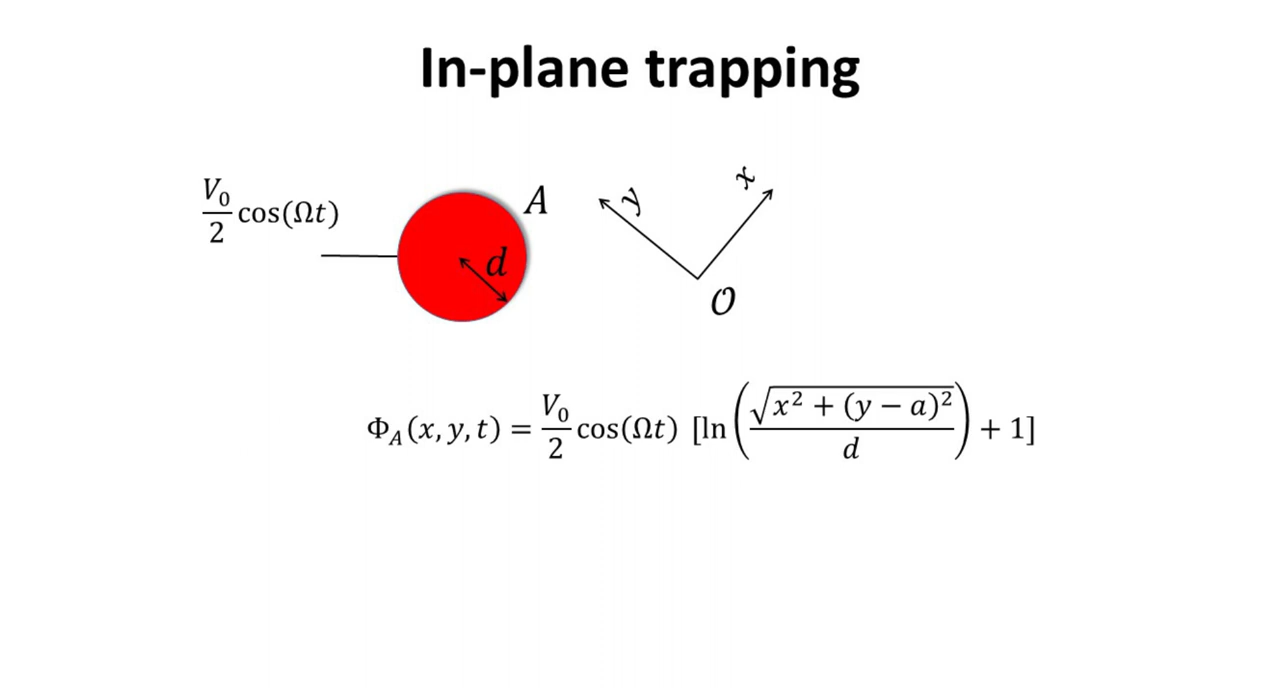 In-plane trapping
V₀/2 cos(Ωt)
A
d
y
x
𝒪
Φ_A(x, y, t) = V₀/2 cos(Ωt) [ln(√(x² + (y − a)²)/d) + 1]